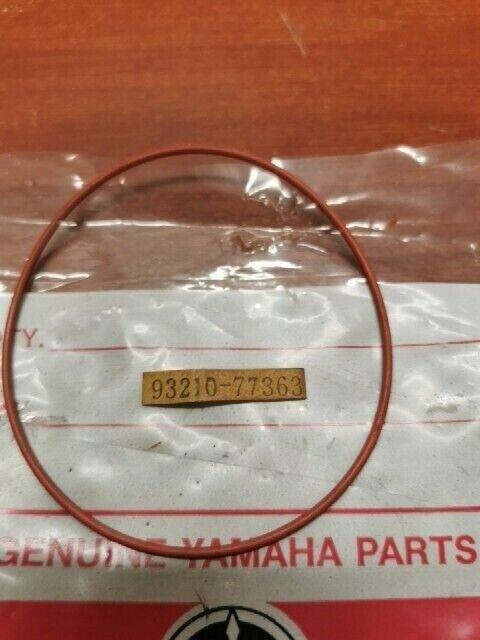 TY.
93210-77363
GENUINE YAMAHA PARTS